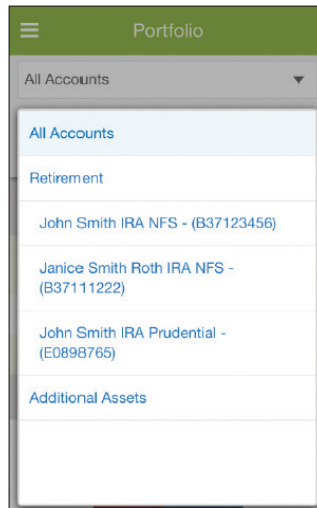 Portfolio
All Accounts
All Accounts
Retirement
John Smith IRA NFS - (B37123456)
Janice Smith Roth IRA NFS -
(B37111222)
John Smith IRA Prudential -
(E0898765)
Additional Assets